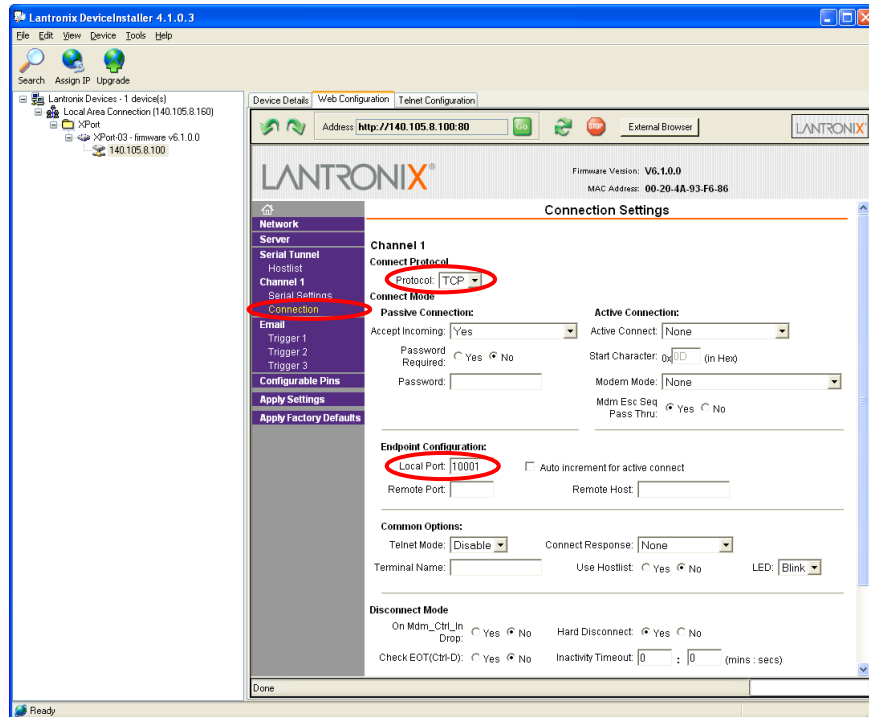 Lantronix DeviceInstaller 4.1.0.3
File Edit View Device Tools Help
Search Assign IP Upgrade
Lantronix Devices - 1 device(s)
Local Area Connection (140.105.8.160)
XPort
XPort-03 - firmware v6.1.0.0
140.105.8.100
Device Details Web Configuration Telnet Configuration
Address http://140.105.8.100:80 Go STOP External Browser LANTRONIX
LANTRONIX®
Firmware Version: V6.1.0.0
MAC Address: 00-20-4A-93-F6-86
Network
Server
Serial Tunnel
Hostlist
Channel 1
Serial Settings
Connection
Email
Trigger 1
Trigger 2
Trigger 3
Configurable Pins
Apply Settings
Apply Factory Defaults
Connection Settings
Channel 1
Connect Protocol
Protocol: TCP
Connect Mode
Passive Connection: Active Connection:
Accept Incoming: Yes Active Connect: None
Password Required: Yes No Start Character: 0x 0D (in Hex)
Password: Modem Mode: None
Mdm Esc Seq Pass Thru: Yes No
Endpoint Configuration:
Local Port: 10001 Auto increment for active connect
Remote Port: Remote Host:
Common Options:
Telnet Mode: Disable Connect Response: None
Terminal Name: Use Hostlist: Yes No LED: Blink
Disconnect Mode
On Mdm_Ctrl_In Drop: Yes No Hard Disconnect: Yes No
Check EOT(Ctrl-D): Yes No Inactivity Timeout: 0 : 0 (mins : secs)
Done
Ready